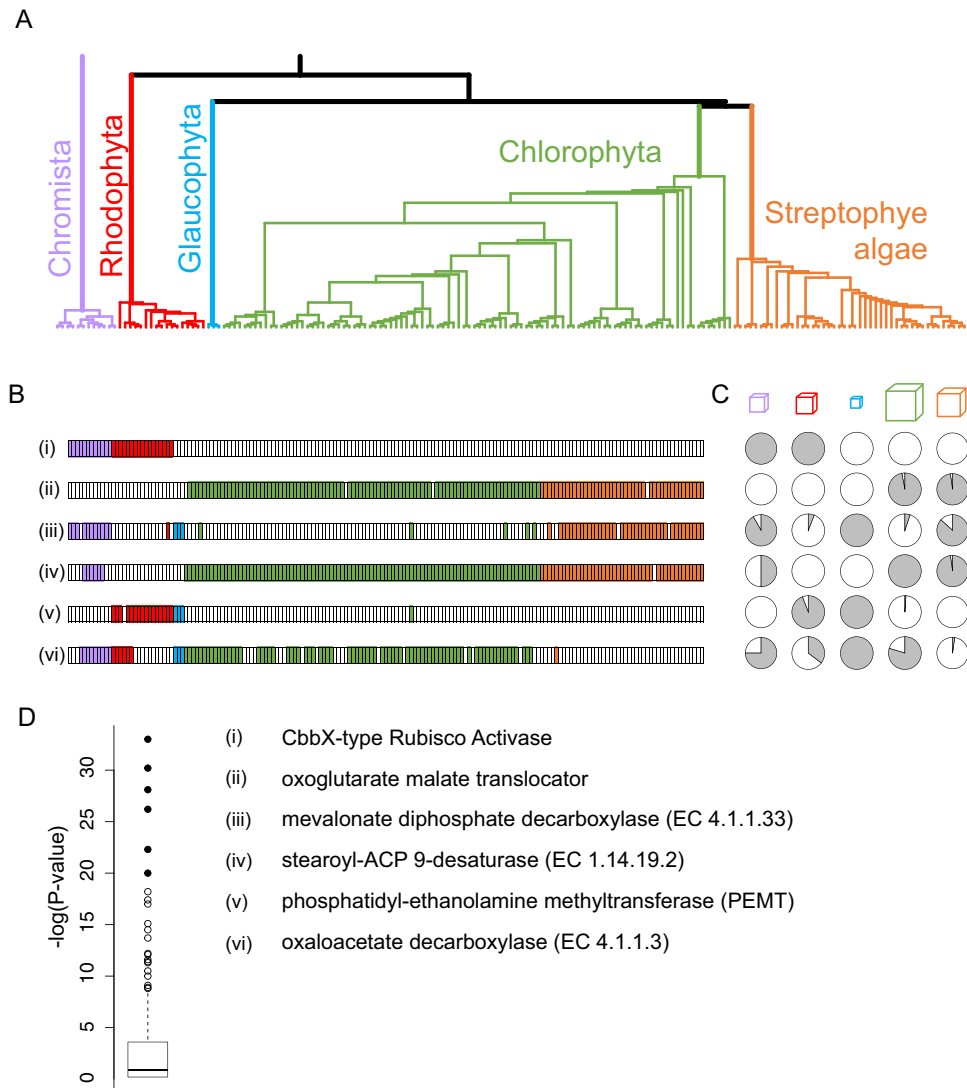 A
Chromista
Rhodophyta
Glaucophyta
Chlorophyta
Streptophye
algae
B
C
(i)
(ii)
(iii)
(iv)
(v)
(vi)
D
-log(P-value)
30
25
20
15
10
5
0
(i) CbbX-type Rubisco Activase
(ii) oxoglutarate malate translocator
(iii) mevalonate diphosphate decarboxylase (EC 4.1.1.33)
(iv) stearoyl-ACP 9-desaturase (EC 1.14.19.2)
(v) phosphatidyl-ethanolamine methyltransferase (PEMT)
(vi) oxaloacetate decarboxylase (EC 4.1.1.3)